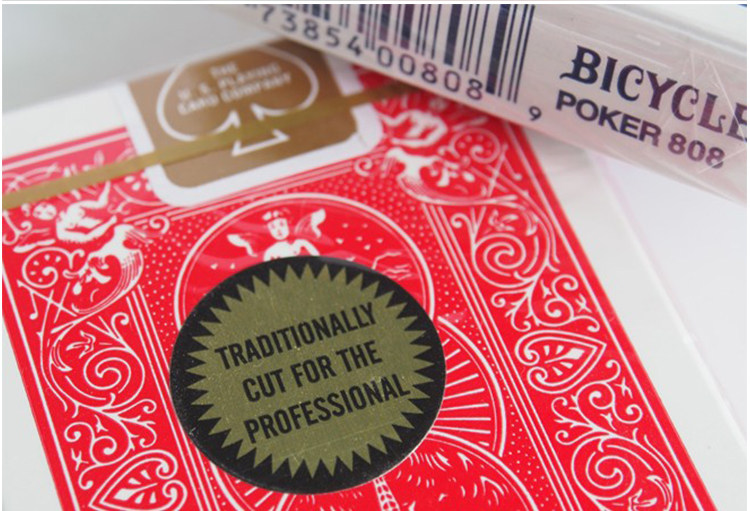 73854 00808 9
BICYCLE
POKER 808
THE
U. S. PLAYING
CARD COMPANY
TRADITIONALLY
CUT FOR THE
PROFESSIONAL